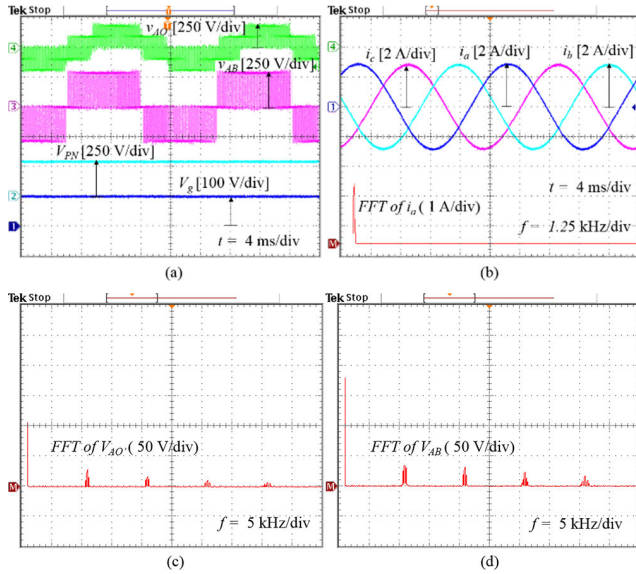 Tek Stop
4
v_AO' [250 V/div]
v_AB [250 V/div]
3
V_PN [250 V/div]
V_g [100 V/div]
2
1
t = 4 ms/div
(a)
Tek Stop
4
i_c [2 A/div] i_a [2 A/div] i_b [2 A/div]
1
t = 4 ms/div
FFT of i_a ( 1 A/div)
f = 1.25 kHz/div
M
(b)
Tek Stop
FFT of V_AO' ( 50 V/div)
M
f = 5 kHz/div
(c)
Tek Stop
FFT of V_AB ( 50 V/div)
M
f = 5 kHz/div
(d)